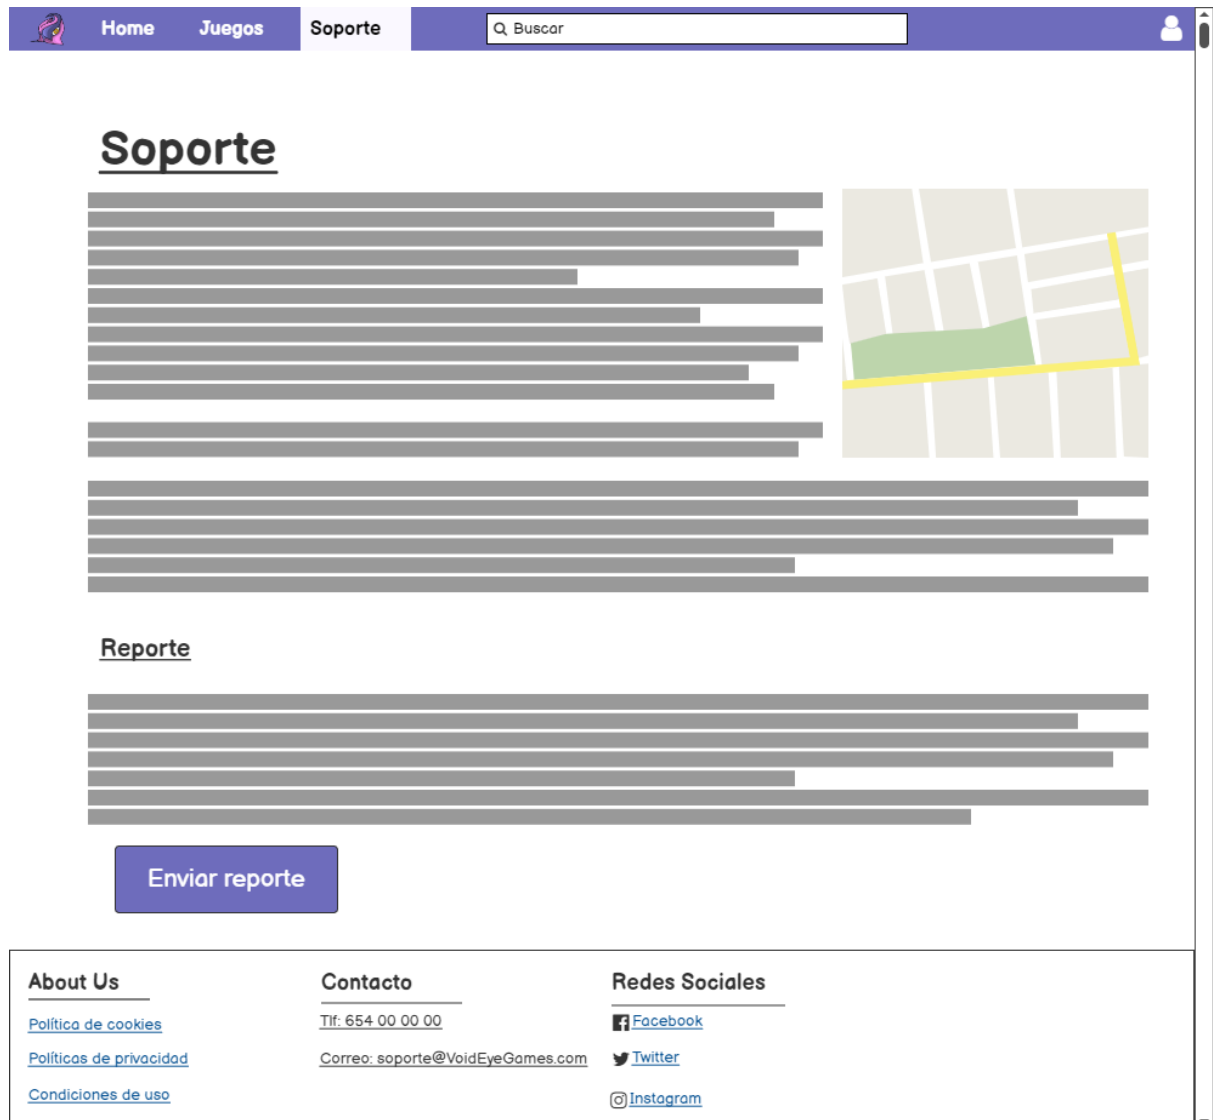 Home Juegos Soporte Buscar
Soporte
Reporte
Enviar reporte
About Us Contacto Redes Sociales
Política de cookies Tlf: 654 00 00 00 Facebook
Políticas de privacidad Correo: soporte@VoidEyeGames.com Twitter
Condiciones de uso Instagram